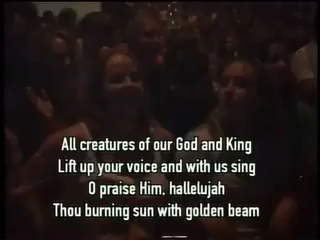 All creatures of our God and King
Lift up your voice and with us sing
O praise Him, hallelujah
Thou burning sun with golden beam